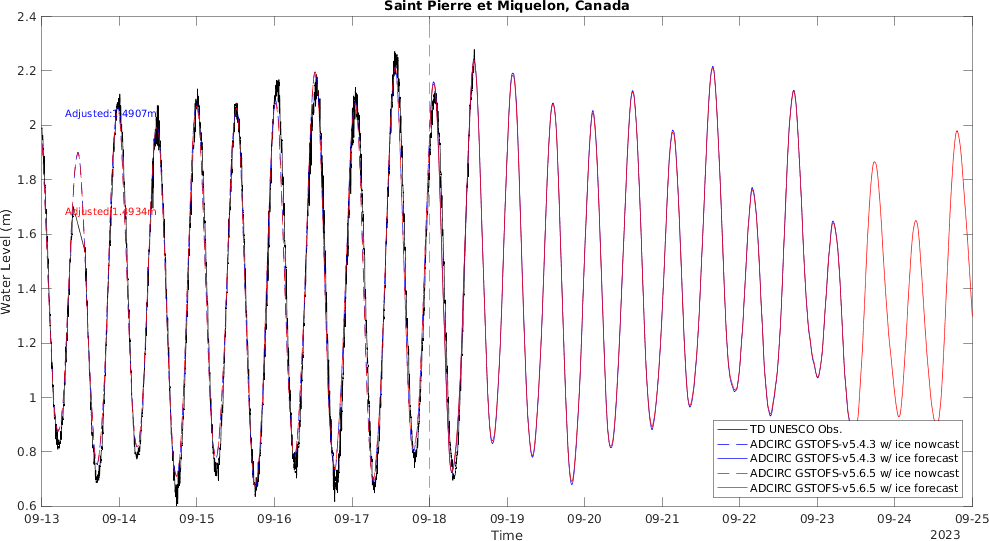 Saint Pierre et Miquelon, Canada
2.4
2.2
2
1.8
1.6
1.4
1.2
1
0.8
0.6
Water Level (m)
Adjusted:1.4907m
Adjusted:1.4934m
TD UNESCO Obs.
ADCIRC GSTOFS-v5.4.3 w/ ice nowcast
ADCIRC GSTOFS-v5.4.3 w/ ice forecast
ADCIRC GSTOFS-v5.6.5 w/ ice nowcast
ADCIRC GSTOFS-v5.6.5 w/ ice forecast
09-13 09-14 09-15 09-16 09-17 09-18 09-19 09-20 09-21 09-22 09-23 09-24 09-25
Time
2023